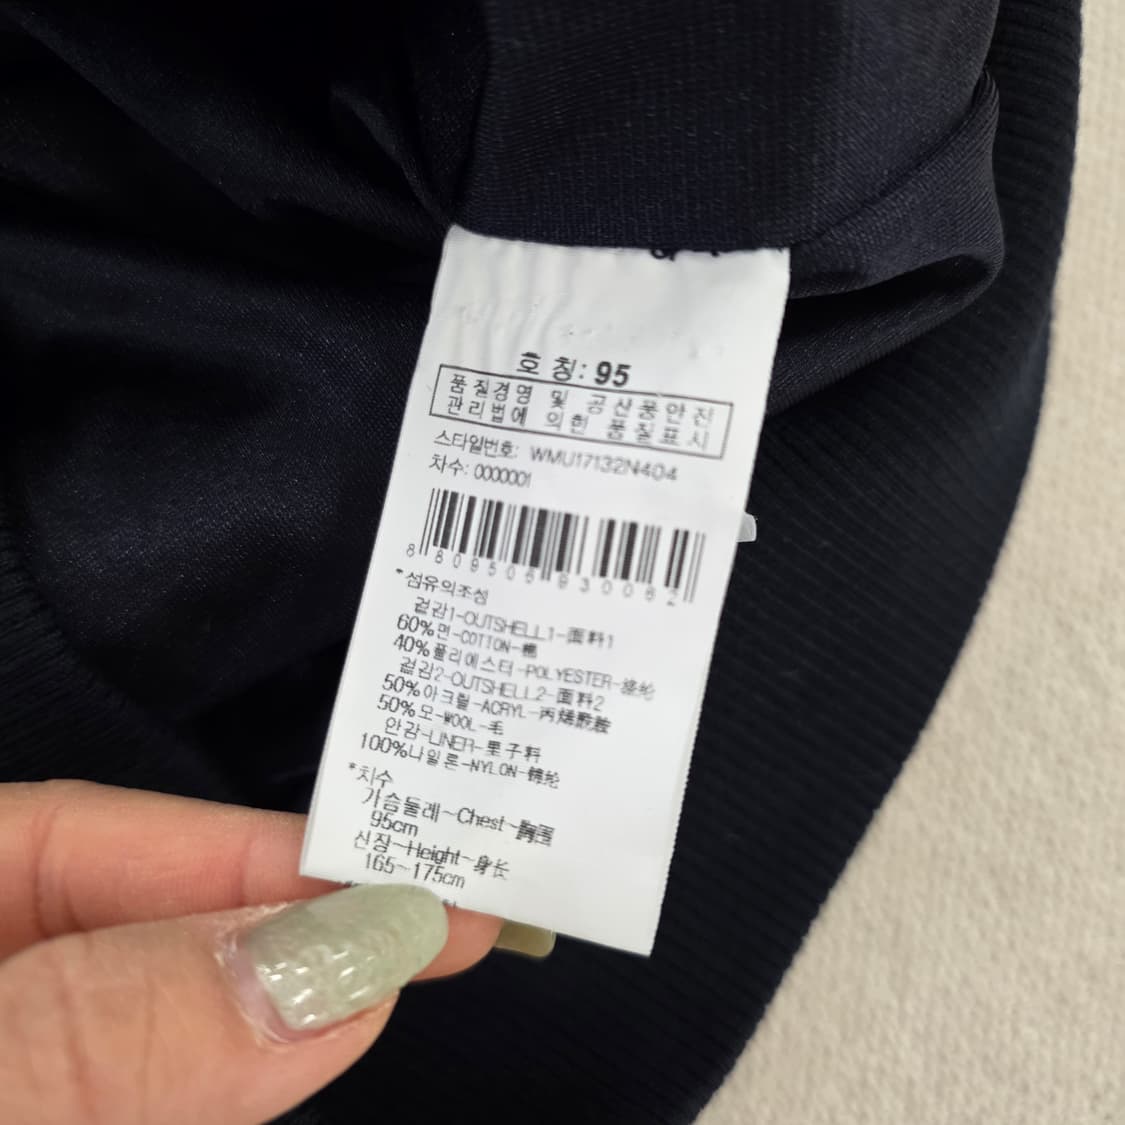 호 칭: 95
품질경영 및 공산품안전
관리법에 의한 품질표시
스타일번호: WMU17132N404
차수: 0000001
8 809506 930062
*섬유의조성
겉감1-OUTSHELL1-面料1
60%면-COTTON-棉
40%폴리에스터-POLYESTER-涤纶
겉감2-OUTSHELL2-面料2
50%아크릴-ACRYL-丙烯酰胺
50%모-WOOL-毛
안감-LINER-里子料
100%나일론-NYLON-锦纶
*치수
가슴둘레-Chest-胸围
95cm
신장-Height-身长
165~175cm